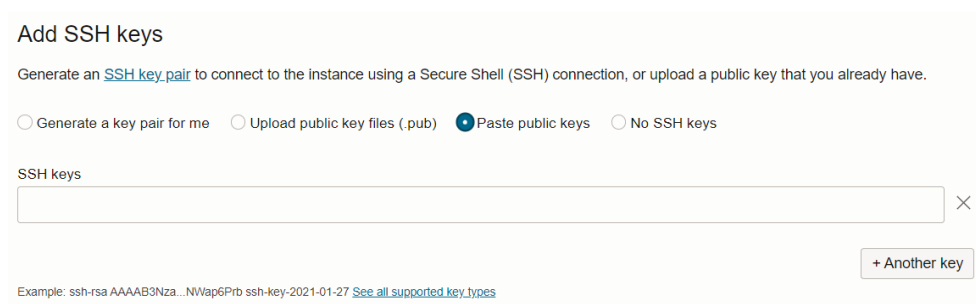 Add SSH keys
Generate an SSH key pair to connect to the instance using a Secure Shell (SSH) connection, or upload a public key that you already have.
Generate a key pair for me Upload public key files (.pub) Paste public keys No SSH keys
SSH keys
+ Another key
Example: ssh-rsa AAAAB3Nza...NWap6Prb ssh-key-2021-01-27 See all supported key types